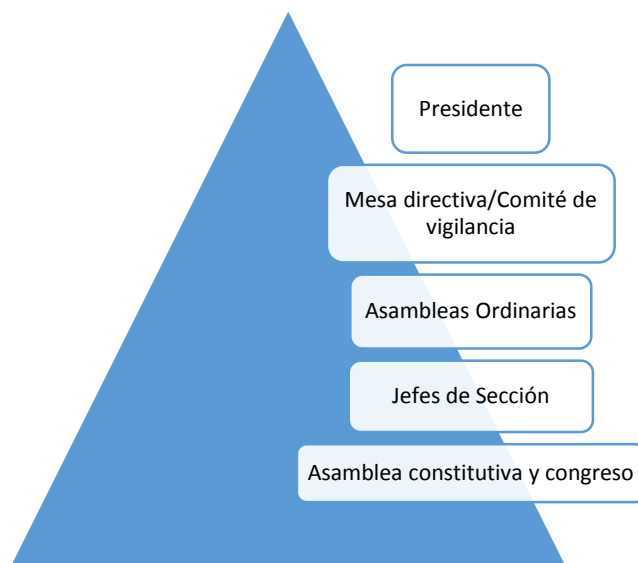 Presidente
Mesa directiva/Comité de
vigilancia
Asambleas Ordinarias
Jefes de Sección
Asamblea constitutiva y congreso